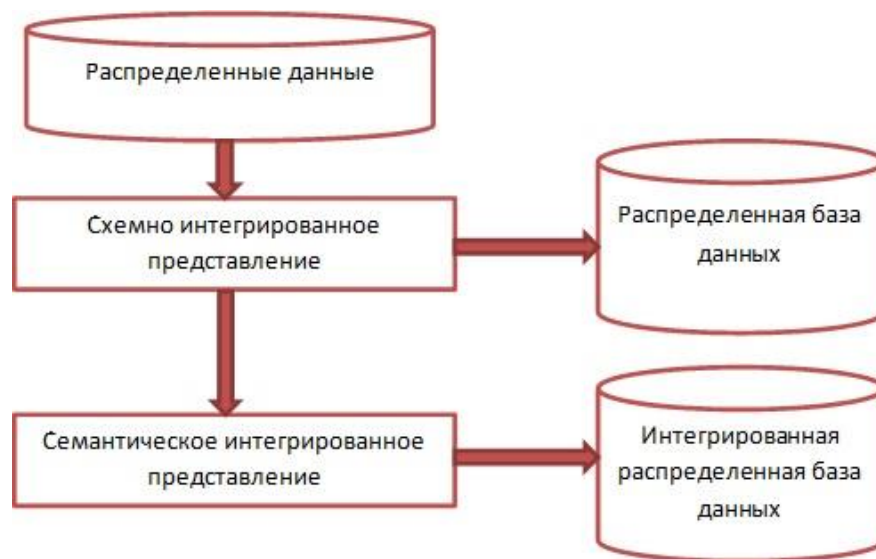 Распределенные данные
Схемно интегрированное
представление
Распределенная база
данных
Семантическое интегрированное
представление
Интегрированная
распределенная база
данных